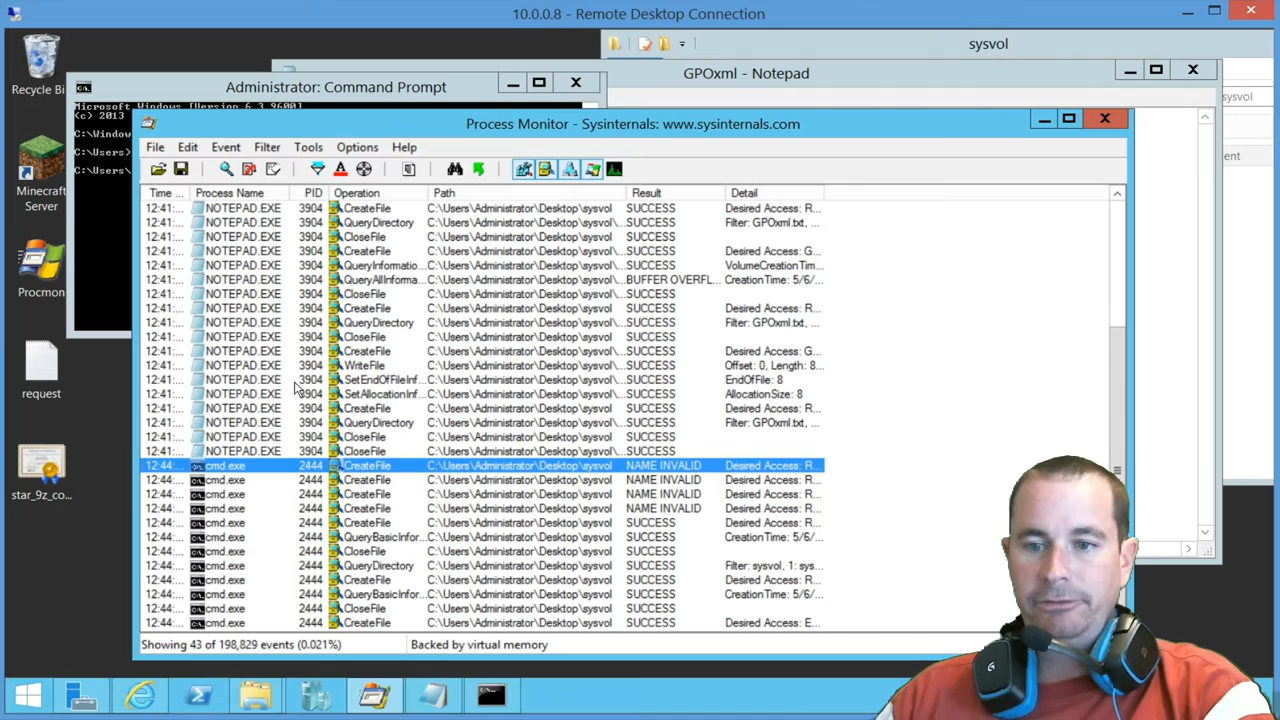 10.0.0.8 - Remote Desktop Connection
sysvol
GPOxml - Notepad
Administrator: Command Prompt
Recycle Bi
Microsoft Windows [Version 6.3.9600]
(c) 2013
C:\Window
C:\Users>
C:\Users\
sysvol
ent
Minecraft
Server
Procmon
request
star_9z_co...
Process Monitor - Sysinternals: www.sysinternals.com
File Edit Event Filter Tools Options Help
Time ... Process Name PID Operation Path Result Detail
12:41:... NOTEPAD.EXE 3904 CreateFile C:\Users\Administrator\Desktop\sysvol SUCCESS Desired Access: R...
12:41:... NOTEPAD.EXE 3904 QueryDirectory C:\Users\Administrator\Desktop\sysvol\... SUCCESS Filter: GPOxml.txt, ...
12:41:... NOTEPAD.EXE 3904 CloseFile C:\Users\Administrator\Desktop\sysvol SUCCESS
12:41:... NOTEPAD.EXE 3904 CreateFile C:\Users\Administrator\Desktop\sysvol\... SUCCESS Desired Access: G...
12:41:... NOTEPAD.EXE 3904 QueryInformatio... C:\Users\Administrator\Desktop\sysvol\... SUCCESS VolumeCreationTim...
12:41:... NOTEPAD.EXE 3904 QueryAllInforma... C:\Users\Administrator\Desktop\sysvol\... BUFFER OVERFL... CreationTime: 5/6/...
12:41:... NOTEPAD.EXE 3904 CloseFile C:\Users\Administrator\Desktop\sysvol\... SUCCESS
12:41:... NOTEPAD.EXE 3904 CreateFile C:\Users\Administrator\Desktop\sysvol SUCCESS Desired Access: R...
12:41:... NOTEPAD.EXE 3904 QueryDirectory C:\Users\Administrator\Desktop\sysvol\... SUCCESS Filter: GPOxml.txt, ...
12:41:... NOTEPAD.EXE 3904 CloseFile C:\Users\Administrator\Desktop\sysvol SUCCESS
12:41:... NOTEPAD.EXE 3904 CreateFile C:\Users\Administrator\Desktop\sysvol\... SUCCESS Desired Access: G...
12:41:... NOTEPAD.EXE 3904 WriteFile C:\Users\Administrator\Desktop\sysvol\... SUCCESS Offset: 0, Length: 8...
12:41:... NOTEPAD.EXE 3904 SetEndOfFileInf... C:\Users\Administrator\Desktop\sysvol\... SUCCESS EndOfFile: 8
12:41:... NOTEPAD.EXE 3904 SetAllocationInf... C:\Users\Administrator\Desktop\sysvol\... SUCCESS AllocationSize: 8
12:41:... NOTEPAD.EXE 3904 CreateFile C:\Users\Administrator\Desktop\sysvol SUCCESS Desired Access: R...
12:41:... NOTEPAD.EXE 3904 QueryDirectory C:\Users\Administrator\Desktop\sysvol\... SUCCESS Filter: GPOxml.txt, ...
12:41:... NOTEPAD.EXE 3904 CloseFile C:\Users\Administrator\Desktop\sysvol SUCCESS
12:41:... NOTEPAD.EXE 3904 CloseFile C:\Users\Administrator\Desktop\sysvol\... SUCCESS
12:44:... cmd.exe 2444 CreateFile C:\Users\Administrator\Desktop\sysvol NAME INVALID Desired Access: R...
12:44:... cmd.exe 2444 CreateFile C:\Users\Administrator\Desktop\sysvol NAME INVALID Desired Access: R...
12:44:... cmd.exe 2444 CreateFile C:\Users\Administrator\Desktop\sysvol NAME INVALID Desired Access: R...
12:44:... cmd.exe 2444 CreateFile C:\Users\Administrator\Desktop\sysvol NAME INVALID Desired Access: R...
12:44:... cmd.exe 2444 CreateFile C:\Users\Administrator\Desktop\sysvol SUCCESS Desired Access: R...
12:44:... cmd.exe 2444 QueryBasicInfor... C:\Users\Administrator\Desktop\sysvol SUCCESS CreationTime: 5/6/...
12:44:... cmd.exe 2444 CloseFile C:\Users\Administrator\Desktop\sysvol SUCCESS
12:44:... cmd.exe 2444 QueryDirectory C:\Users\Administrator\Desktop\sysvol SUCCESS Filter: sysvol, 1: sys...
12:44:... cmd.exe 2444 CreateFile C:\Users\Administrator\Desktop\sysvol SUCCESS Desired Access: R...
12:44:... cmd.exe 2444 QueryBasicInfor... C:\Users\Administrator\Desktop\sysvol SUCCESS CreationTime: 5/6/...
12:44:... cmd.exe 2444 CloseFile C:\Users\Administrator\Desktop\sysvol SUCCESS
12:44:... cmd.exe 2444 CreateFile C:\Users\Administrator\Desktop\sysvol SUCCESS Desired Access: E...
Showing 43 of 198,829 events (0.021%) Backed by virtual memory